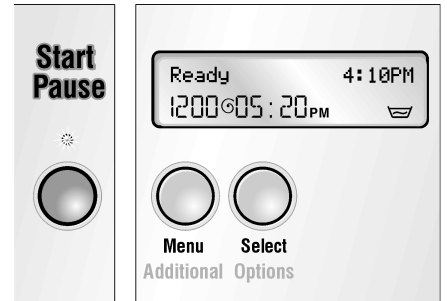 Start
Pause
Ready 4:10PM
1200 05:20PM
Menu Select
Additional Options